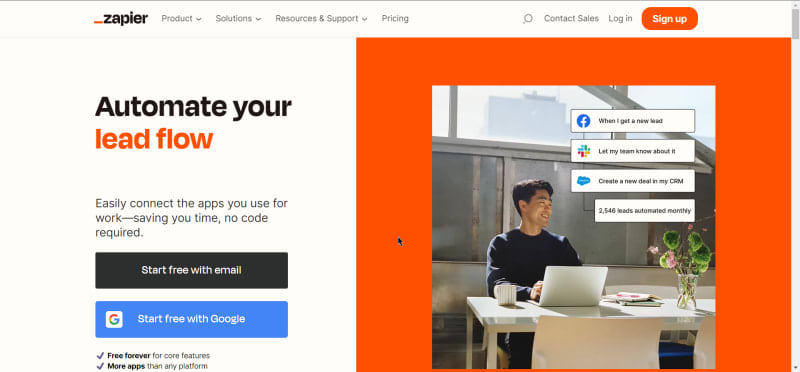 _zapier
Product
Solutions
Resources & Support
Pricing
Contact Sales
Log in
Sign up
Automate your
lead flow
Easily connect the apps you use for
work—saving you time, no code
required.
Start free with email
Start free with Google
Free forever for core features
More apps than any platform
When I get a new lead
Let my team know about it
Create a new deal in my CRM
2,546 leads automated monthly